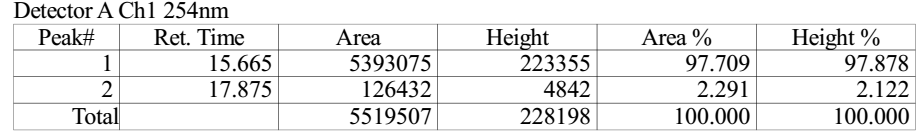 Detector A Ch1 254nm
Peak# Ret. Time Area Height Area % Height %
1 15.665 5393075 223355 97.709 97.878
2 17.875 126432 4842 2.291 2.122
Total 5519507 228198 100.000 100.000